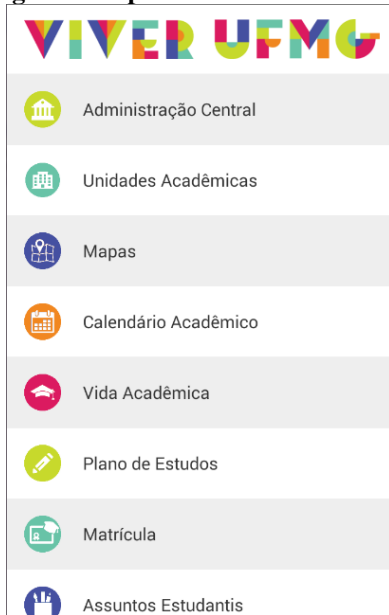 VIVER UFMG
Administração Central
Unidades Acadêmicas
Mapas
Calendário Acadêmico
Vida Acadêmica
Plano de Estudos
Matrícula
Assuntos Estudantis